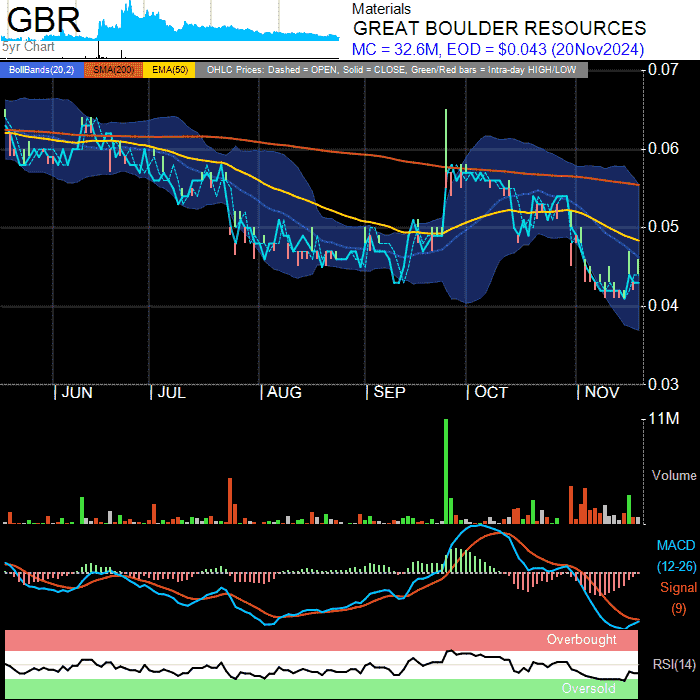 GBR
5yr Chart
Materials
GREAT BOULDER RESOURCES
MC = 32.6M, EOD = $0.043 (20Nov2024)
BollBands(20,2) SMA(200) EMA(50) OHLC Prices: Dashed = OPEN, Solid = CLOSE, Green/Red bars = Intra-day HIGH/LOW
0.07
0.06
0.05
0.04
0.03
JUN JUL AUG SEP OCT NOV
11M
Volume
MACD
(12-26)
Signal
(9)
Overbought
RSI(14)
Oversold